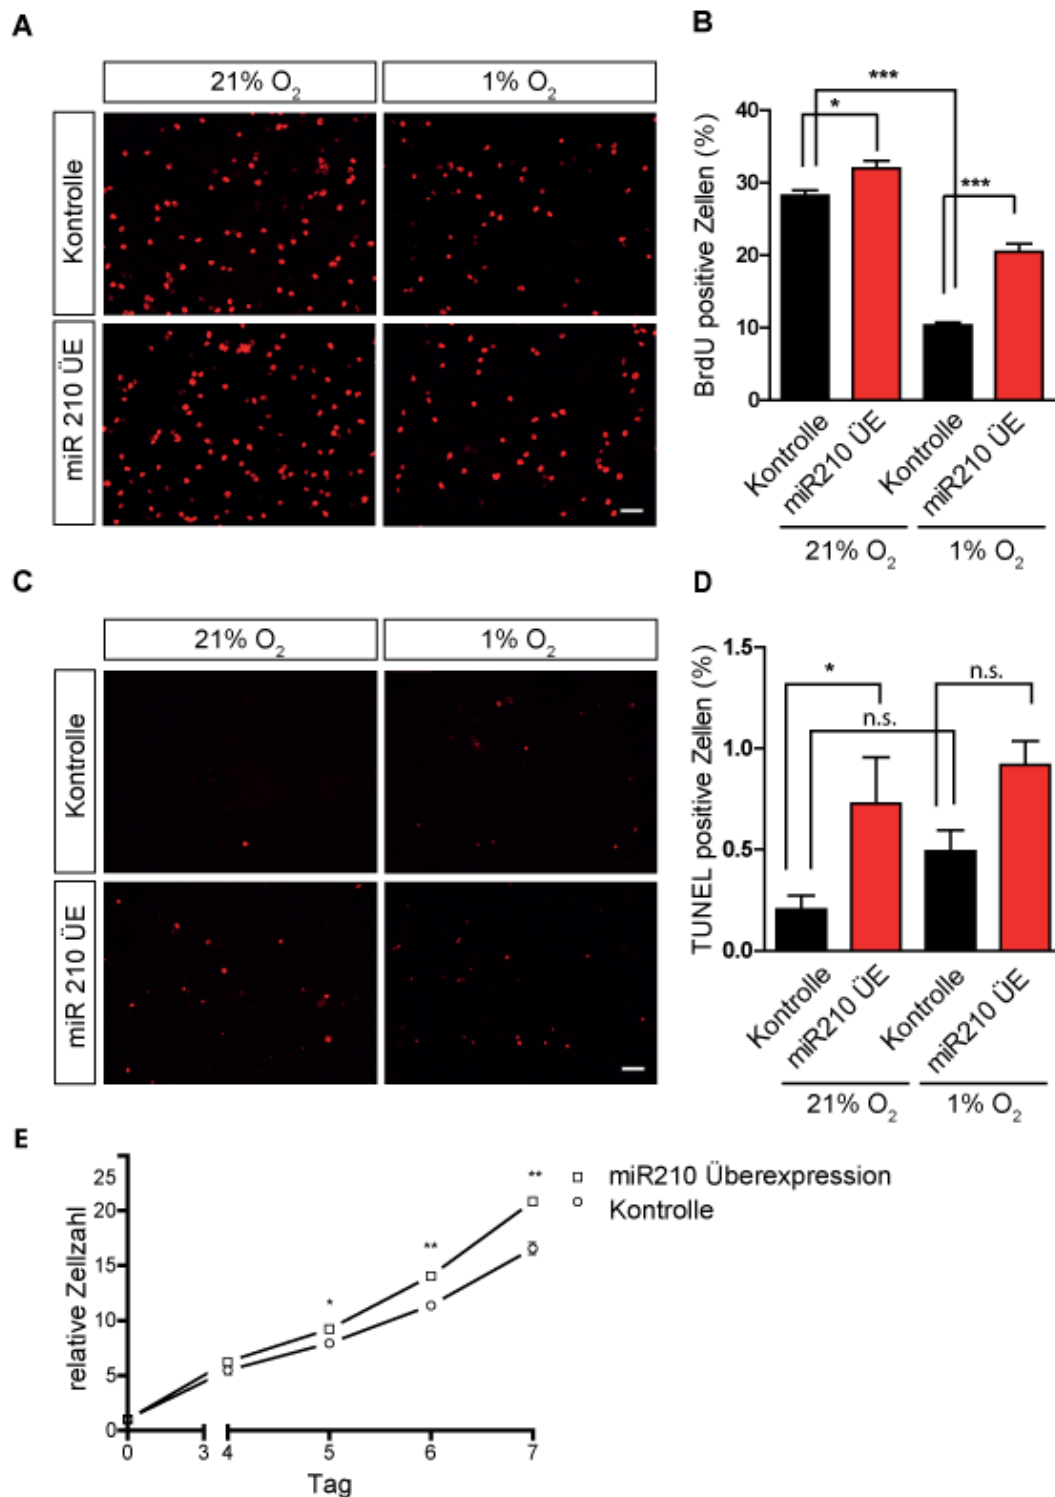 A
21% O2
1% O2
Kontrolle
miR 210 ÜE
B
BrdU positive Zellen (%)
40
30
20
10
0
***
*
***
Kontrolle
miR210 ÜE
Kontrolle
miR210 ÜE
21% O2
1% O2
C
21% O2
1% O2
Kontrolle
miR 210 ÜE
D
TUNEL positive Zellen (%)
1.5
1.0
0.5
0.0
*
n.s.
n.s.
Kontrolle
miR210 ÜE
Kontrolle
miR210 ÜE
21% O2
1% O2
E
relative Zellzahl
25
20
15
10
5
0
*
**
**
miR210 Überexpression
Kontrolle
0 3 4 5 6 7
Tag